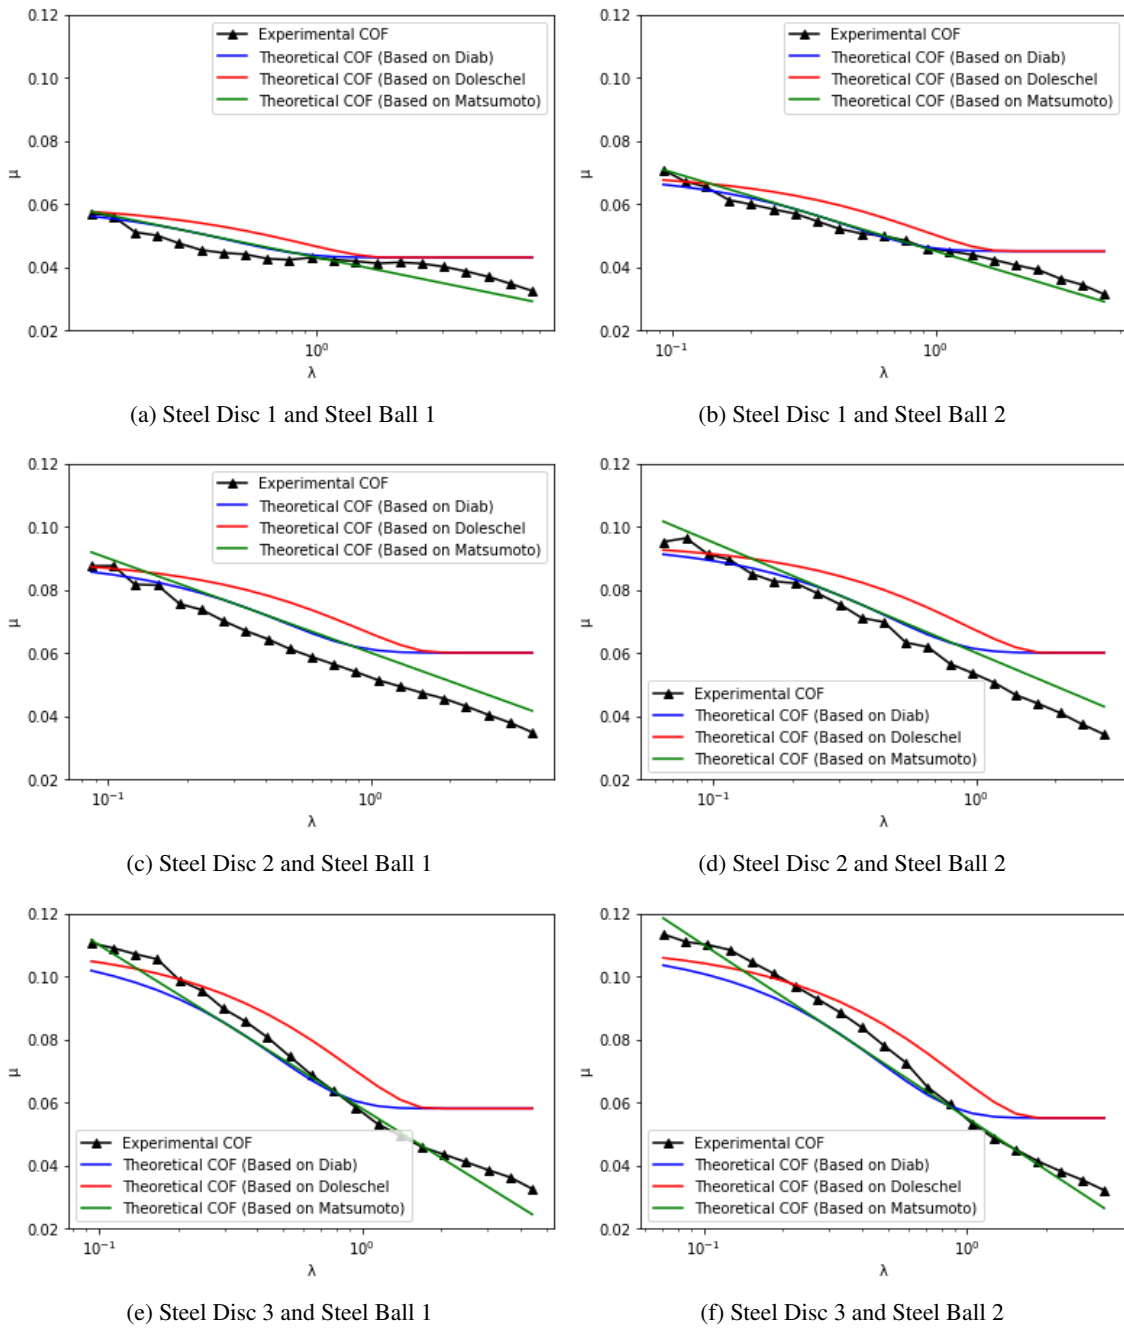 0.12
0.10
0.08
0.06
0.04
0.02
μ
Experimental COF
Theoretical COF (Based on Diab)
Theoretical COF (Based on Doleschel
Theoretical COF (Based on Matsumoto)
10⁰
λ
(a) Steel Disc 1 and Steel Ball 1
0.12
0.10
0.08
0.06
0.04
0.02
μ
Experimental COF
Theoretical COF (Based on Diab)
Theoretical COF (Based on Doleschel
Theoretical COF (Based on Matsumoto)
10⁻¹ 10⁰
λ
(b) Steel Disc 1 and Steel Ball 2
0.12
0.10
0.08
0.06
0.04
0.02
μ
Experimental COF
Theoretical COF (Based on Diab)
Theoretical COF (Based on Doleschel
Theoretical COF (Based on Matsumoto)
10⁻¹ 10⁰
λ
(c) Steel Disc 2 and Steel Ball 1
0.12
0.10
0.08
0.06
0.04
0.02
μ
Experimental COF
Theoretical COF (Based on Diab)
Theoretical COF (Based on Doleschel
Theoretical COF (Based on Matsumoto)
10⁻¹ 10⁰
λ
(d) Steel Disc 2 and Steel Ball 2
0.12
0.10
0.08
0.06
0.04
0.02
μ
Experimental COF
Theoretical COF (Based on Diab)
Theoretical COF (Based on Doleschel
Theoretical COF (Based on Matsumoto)
10⁻¹ 10⁰
λ
(e) Steel Disc 3 and Steel Ball 1
0.12
0.10
0.08
0.06
0.04
0.02
μ
Experimental COF
Theoretical COF (Based on Diab)
Theoretical COF (Based on Doleschel
Theoretical COF (Based on Matsumoto)
10⁻¹ 10⁰
λ
(f) Steel Disc 3 and Steel Ball 2